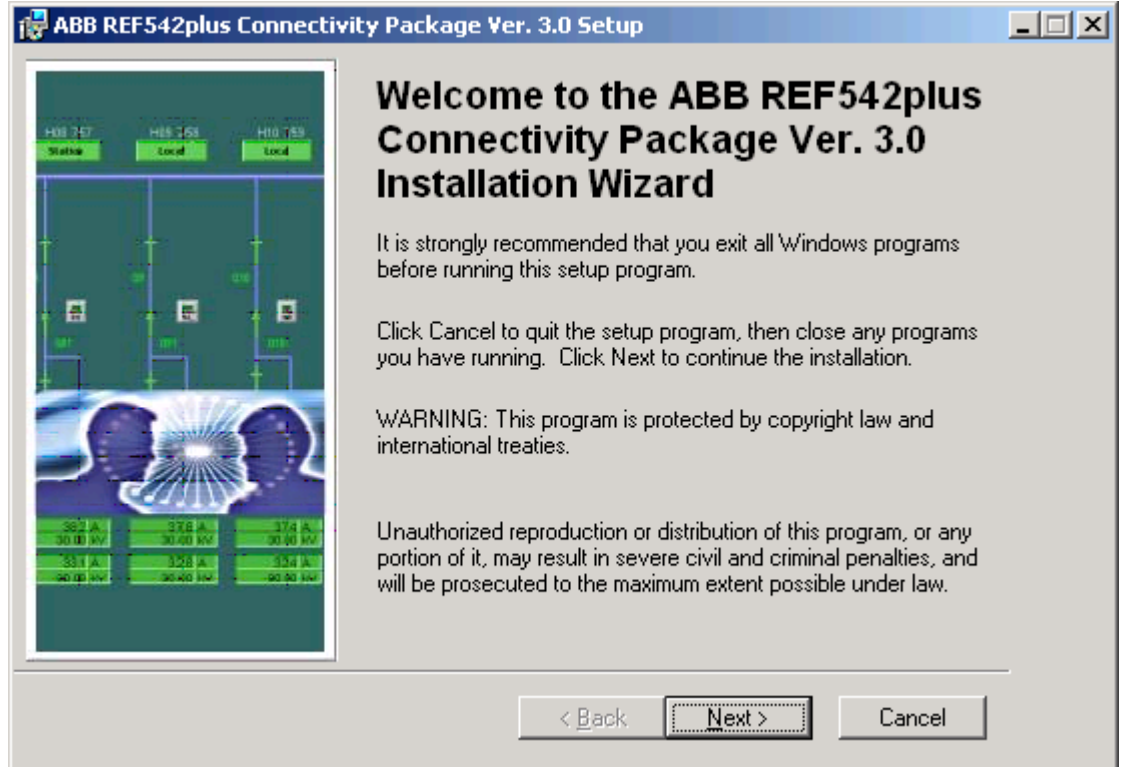 ABB REF542plus Connectivity Package Ver. 3.0 Setup
Welcome to the ABB REF542plus
Connectivity Package Ver. 3.0
Installation Wizard
It is strongly recommended that you exit all Windows programs
before running this setup program.
Click Cancel to quit the setup program, then close any programs
you have running.  Click Next to continue the installation.
WARNING: This program is protected by copyright law and
international treaties.
Unauthorized reproduction or distribution of this program, or any
portion of it, may result in severe civil and criminal penalties, and
will be prosecuted to the maximum extent possible under law.
Local Local
37.6 A 37.4 A
< Back Next > Cancel